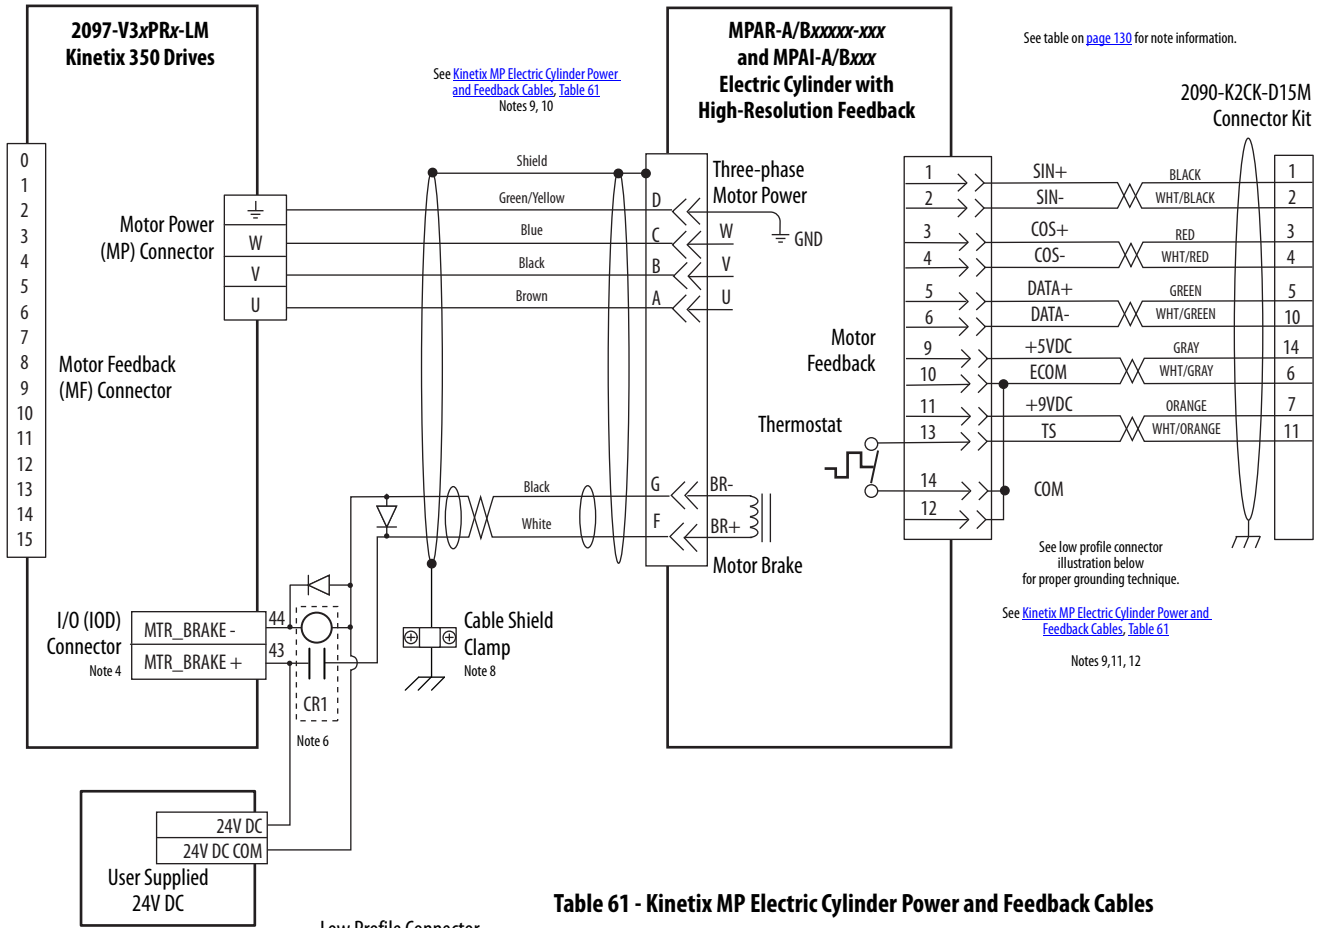 2097-V3xPRx-LM
Kinetix 350 Drives
0
1
2
3
4
5
6
7
8
9
10
11
12
13
14
15
Motor Power
(MP) Connector
W
V
U
Motor Feedback
(MF) Connector
I/O (IOD)
Connector
Note 4
MTR_BRAKE -
MTR_BRAKE +
44
43
CR1
Note 6
24V DC
24V DC COM
User Supplied
24V DC
See Kinetix MP Electric Cylinder Power
and Feedback Cables, Table 61
Notes 9, 10
Shield
Green/Yellow
Blue
Black
Brown
Black
White
Cable Shield
Clamp
Note 8
MPAR-A/Bxxxxx-xxx
and MPAI-A/Bxxx
Electric Cylinder with
High-Resolution Feedback
Three-phase
Motor Power
D
C
B
A
GND
W
V
U
G
F
BR-
BR+
Motor Brake
Motor
Feedback
Thermostat
See table on page 130 for note information.
2090-K2CK-D15M
Connector Kit
1 SIN+ BLACK 1
2 SIN- WHT/BLACK 2
3 COS+ RED 3
4 COS- WHT/RED 4
5 DATA+ GREEN 5
6 DATA- WHT/GREEN 10
9 +5VDC GRAY 14
10 ECOM WHT/GRAY 6
11 +9VDC ORANGE 7
13 TS WHT/ORANGE 11
14 COM
12
See low profile connector
illustration below
for proper grounding technique.
See Kinetix MP Electric Cylinder Power and
Feedback Cables, Table 61
Notes 9,11, 12
Table 61 - Kinetix MP Electric Cylinder Power and Feedback Cables
Low Profile Connector